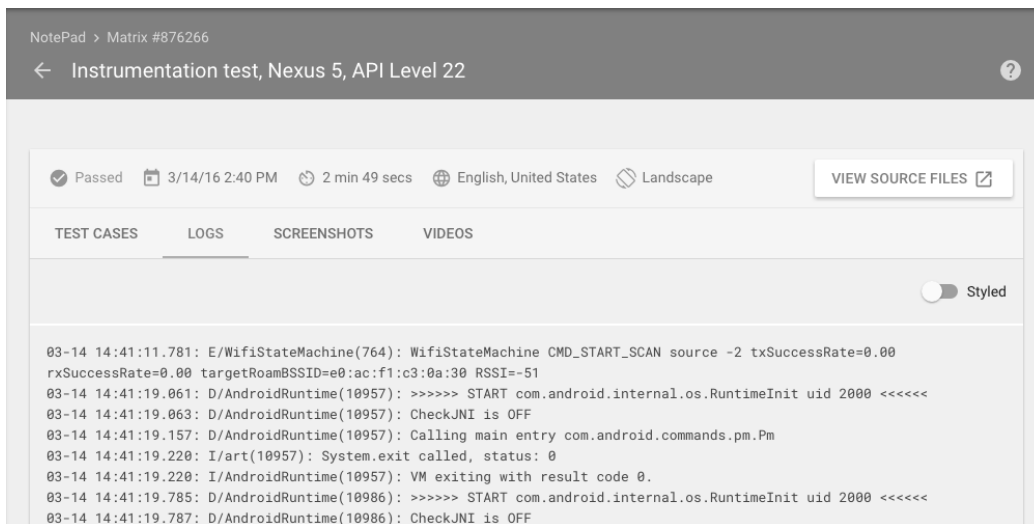 NotePad > Matrix #876266
Instrumentation test, Nexus 5, API Level 22
Passed 3/14/16 2:40 PM 2 min 49 secs English, United States Landscape VIEW SOURCE FILES
TEST CASES LOGS SCREENSHOTS VIDEOS
Styled
03-14 14:41:11.781: E/WifiStateMachine(764): WifiStateMachine CMD_START_SCAN source -2 txSuccessRate=0.00
rxSuccessRate=0.00 targetRoamBSSID=e0:ac:f1:c3:0a:30 RSSI=-51
03-14 14:41:19.061: D/AndroidRuntime(10957): >>>>>> START com.android.internal.os.RuntimeInit uid 2000 <<<<<<
03-14 14:41:19.063: D/AndroidRuntime(10957): CheckJNI is OFF
03-14 14:41:19.157: D/AndroidRuntime(10957): Calling main entry com.android.commands.pm.Pm
03-14 14:41:19.220: I/art(10957): System.exit called, status: 0
03-14 14:41:19.220: I/AndroidRuntime(10957): VM exiting with result code 0.
03-14 14:41:19.785: D/AndroidRuntime(10986): >>>>>> START com.android.internal.os.RuntimeInit uid 2000 <<<<<<
03-14 14:41:19.787: D/AndroidRuntime(10986): CheckJNI is OFF